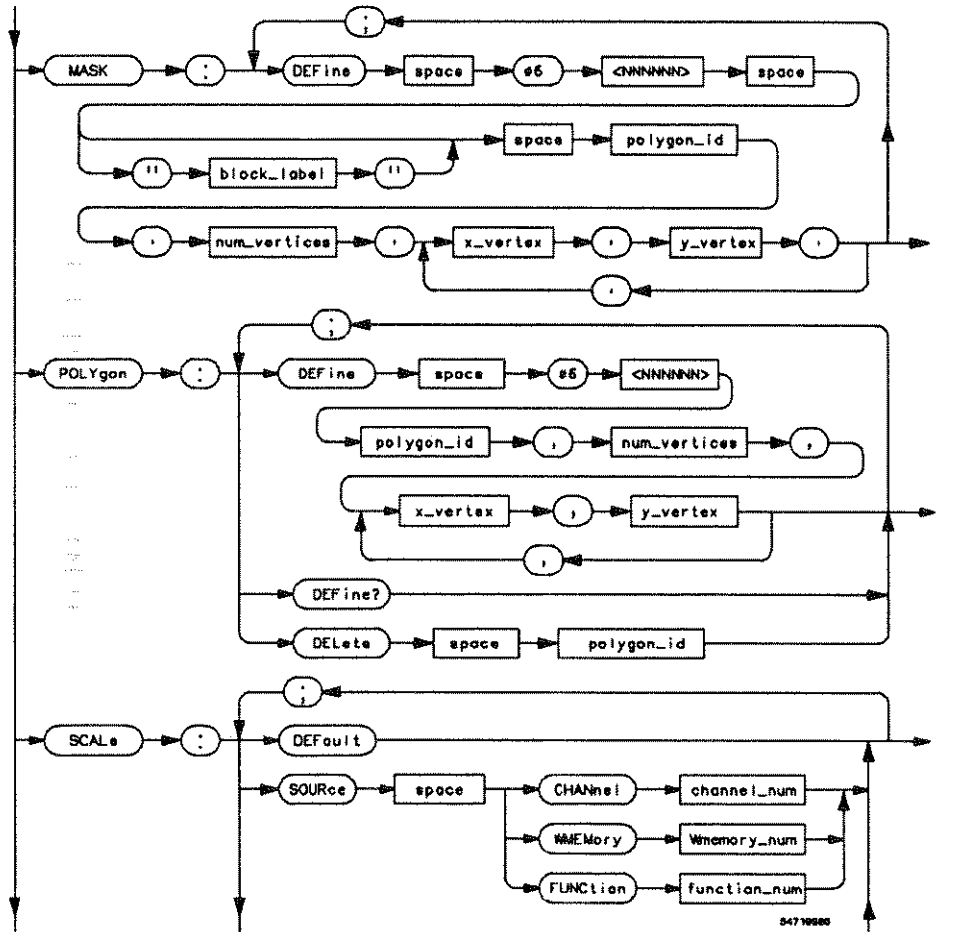 ;
MASK : DEFine space #6 <NNNNNN> space
space polygon_id
" block_label "
, num_vertices , x_vertex , y_vertex ,
,
;
POLYgon : DEFine space #6 <NNNNNN>
polygon_id , num_vertices ,
x_vertex , y_vertex
,
DEFine?
DELete space polygon_id
;
SCALe : DEFault
SOURce space CHANnel channel_num
WMEMory Wmemory_num
FUNCtion function_num